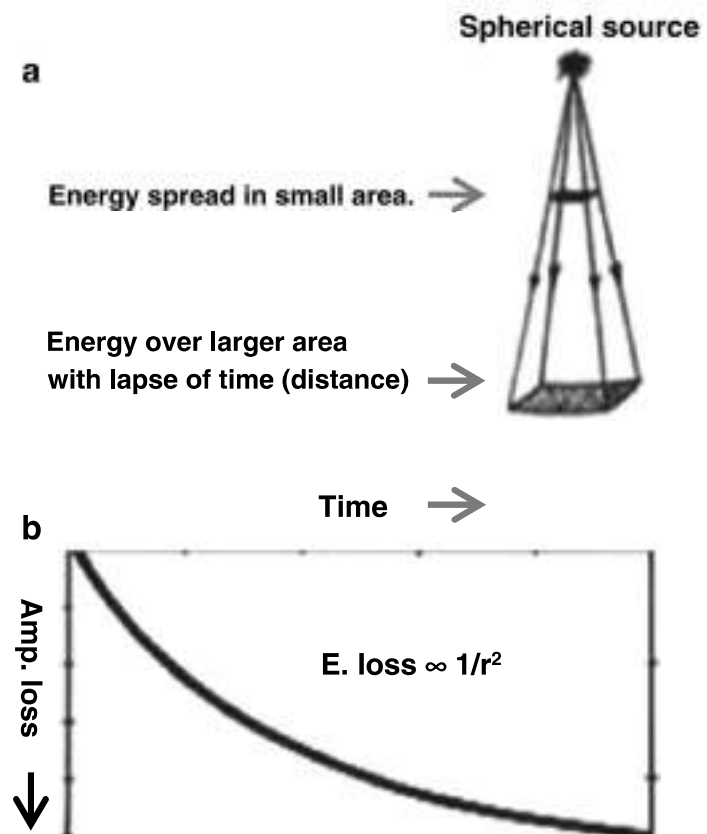 Spherical source
a
Energy spread in small area.
Energy over larger area
with lapse of time (distance)
Time
b
Amp. loss
E. loss ∞ 1/r²